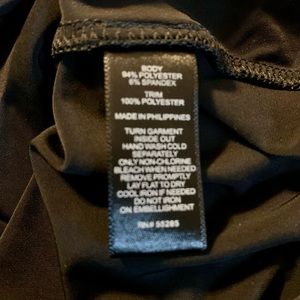 BODY
94% POLYESTER
6% SPANDEX
TRIM
100% POLYESTER
MADE IN PHILIPPINES
TURN GARMENT
INSIDE OUT
HAND WASH COLD
SEPARATELY
ONLY NON-CHLORINE
BLEACH WHEN NEEDED
REMOVE PROMPTLY
LAY FLAT TO DRY
COOL IRON IF NEEDED
DO NOT IRON
ON EMBELLISHMENT
RN# 55285